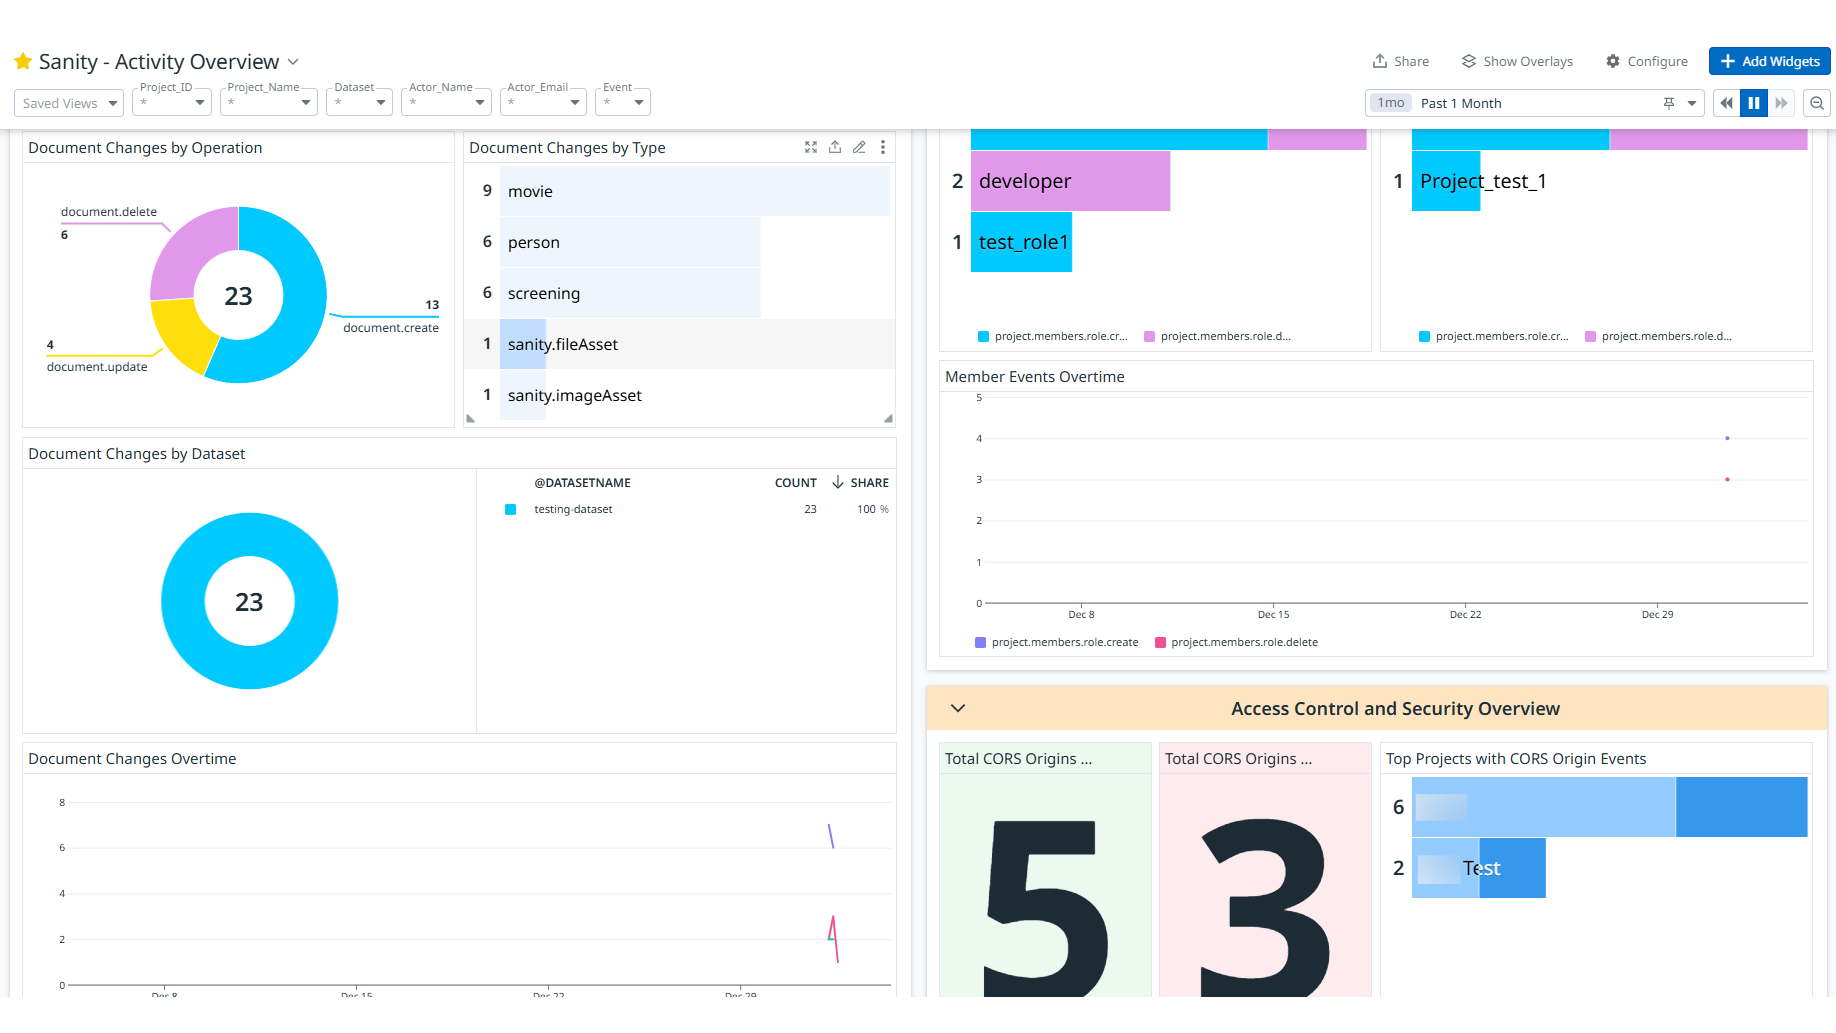 Sanity - Activity Overview
Share
Show Overlays
Configure
Add Widgets
Saved Views
Project_ID
*
Project_Name
*
Dataset
*
Actor_Name
*
Actor_Email
*
Event
*
1mo Past 1 Month
Document Changes by Operation
document.delete
6
23
13
document.create
4
document.update
Document Changes by Type
9 movie
6 person
6 screening
1 sanity.fileAsset
1 sanity.imageAsset
Document Changes by Dataset
23
@DATASETNAME COUNT SHARE
testing-dataset 23 100 %
Document Changes Overtime
8
6
4
2
0
Dec 8 Dec 15 Dec 22 Dec 29
2 developer
1 test_role1
project.members.role.cr... project.members.role.d...
1 Project_test_1
project.members.role.cr... project.members.role.d...
Member Events Overtime
5
4
3
2
1
0
Dec 8 Dec 15 Dec 22 Dec 29
project.members.role.create project.members.role.delete
Access Control and Security Overview
Total CORS Origins ...
5
Total CORS Origins ...
3
Top Projects with CORS Origin Events
6
2 Test